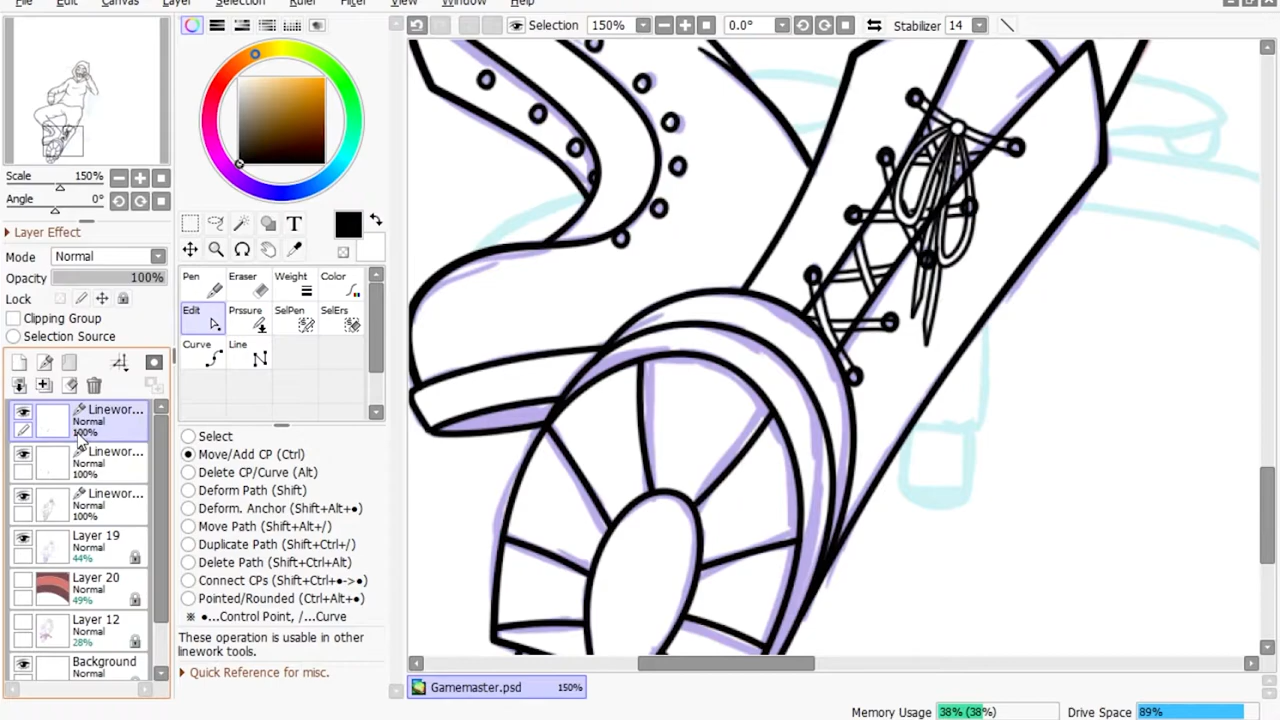 File Edit Canvas Layer Selection Ruler Filter View Window Help
Selection 150% 0.0° Stabilizer 14
Scale 150%
Angle 0°
Layer Effect
Mode Normal
Opacity 100%
Lock
Clipping Group
Selection Source
Linewor...
Normal
100%
Linewor...
Normal
100%
Linewor...
Normal
100%
Layer 19
Normal
44%
Layer 20
Normal
49%
Layer 12
Normal
28%
Background
Normal
T
Pen Eraser Weight Color
Edit Prssure SelPen SelErs
Curve Line
Select
Move/Add CP (Ctrl)
Delete CP/Curve (Alt)
Deform Path (Shift)
Deform. Anchor (Shift+Alt+●)
Move Path (Shift+Alt+/)
Duplicate Path (Shift+Ctrl+/)
Delete Path (Shift+Ctrl+Alt)
Connect CPs (Shift+Ctrl+●->●)
Pointed/Rounded (Ctrl+Alt+●)
※ ●...Control Point, /...Curve
These operation is usable in other
linework tools.
Quick Reference for misc.
Gamemaster.psd 150%
Memory Usage 38% (38%) Drive Space 89%